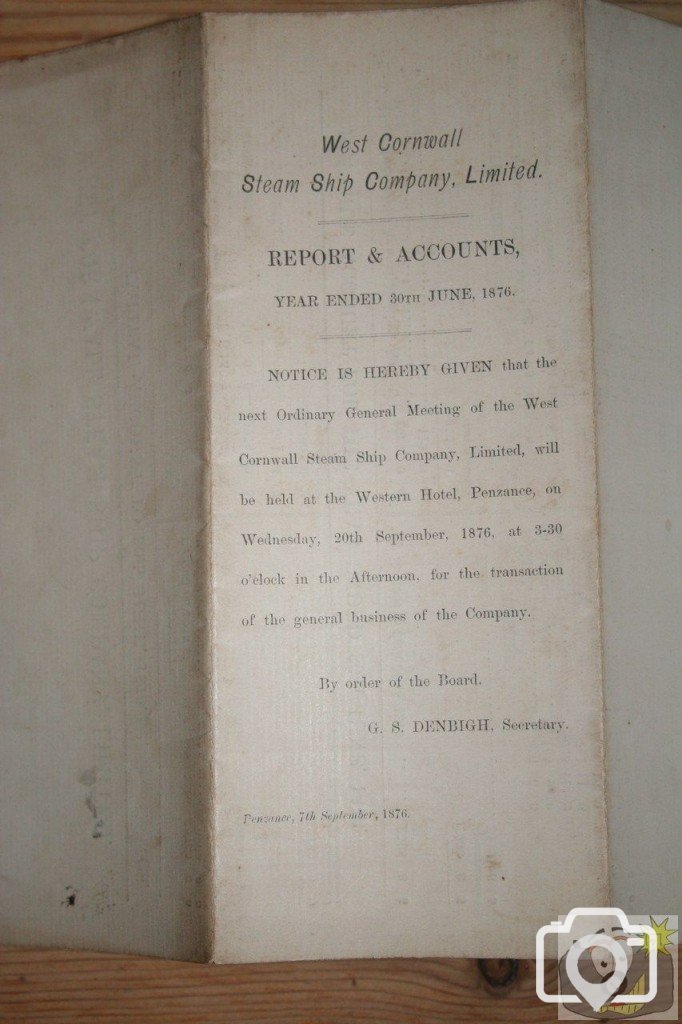 West Cornwall
Steam Ship Company, Limited.
REPORT & ACCOUNTS,
YEAR ENDED 30TH JUNE, 1876.
NOTICE IS HEREBY GIVEN that the
next Ordinary General Meeting of the West
Cornwall Steam Ship Company, Limited, will
be held at the Western Hotel, Penzance, on
Wednesday, 20th September, 1876, at 3-30
o'clock in the Afternoon, for the transaction
of the general business of the Company.
By order of the Board.
G. S. DENBIGH, Secretary.
Penzance, 7th September, 1876.